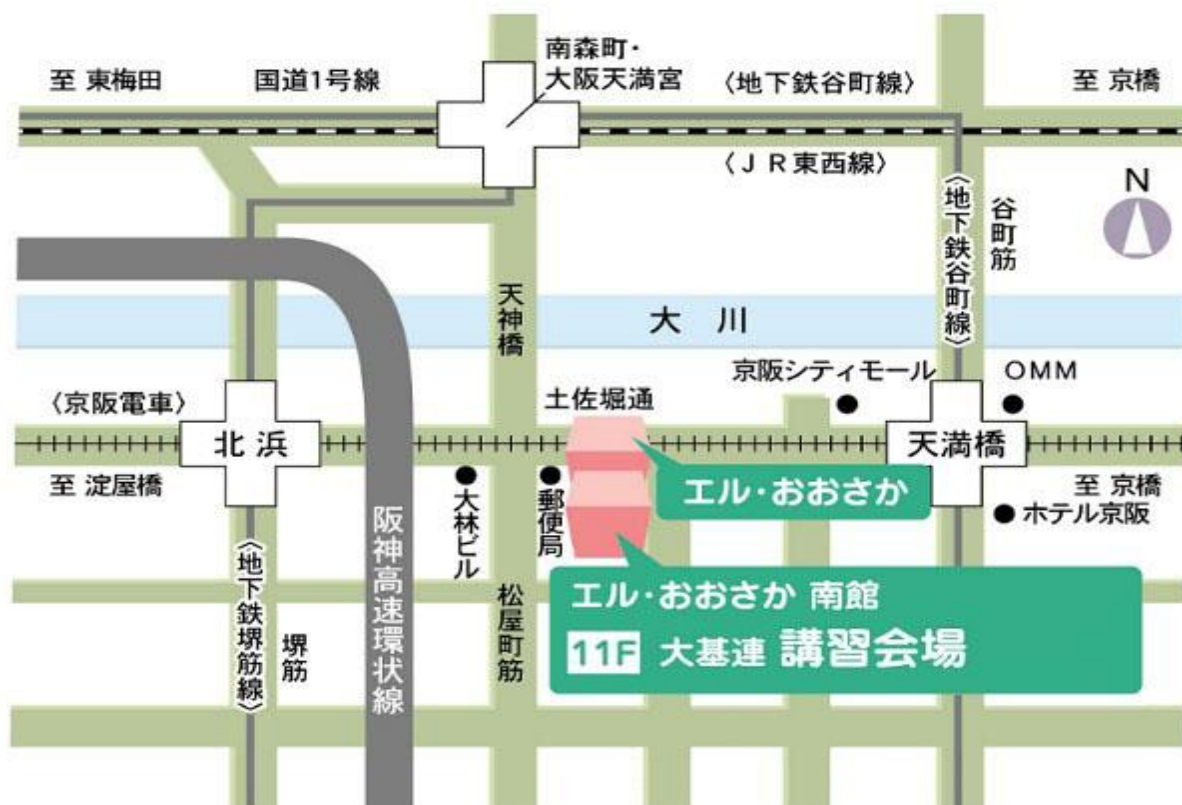 南森町・
大阪天満宮
至 東梅田
国道1号線
〈地下鉄谷町線〉
至 京橋
〈ＪＲ東西線〉
N
〈地下鉄谷町線〉
谷町筋
天神橋
大 川
京阪シティモール
ＯＭＭ
〈京阪電車〉
土佐堀通
北浜
天満橋
至 淀屋橋
エル・おおさか
至 京橋
大林ビル
郵便局
ホテル京阪
阪神高速環状線
〈地下鉄堺筋線〉
堺筋
松屋町筋
エル・おおさか 南館
11F 大基連 講習会場